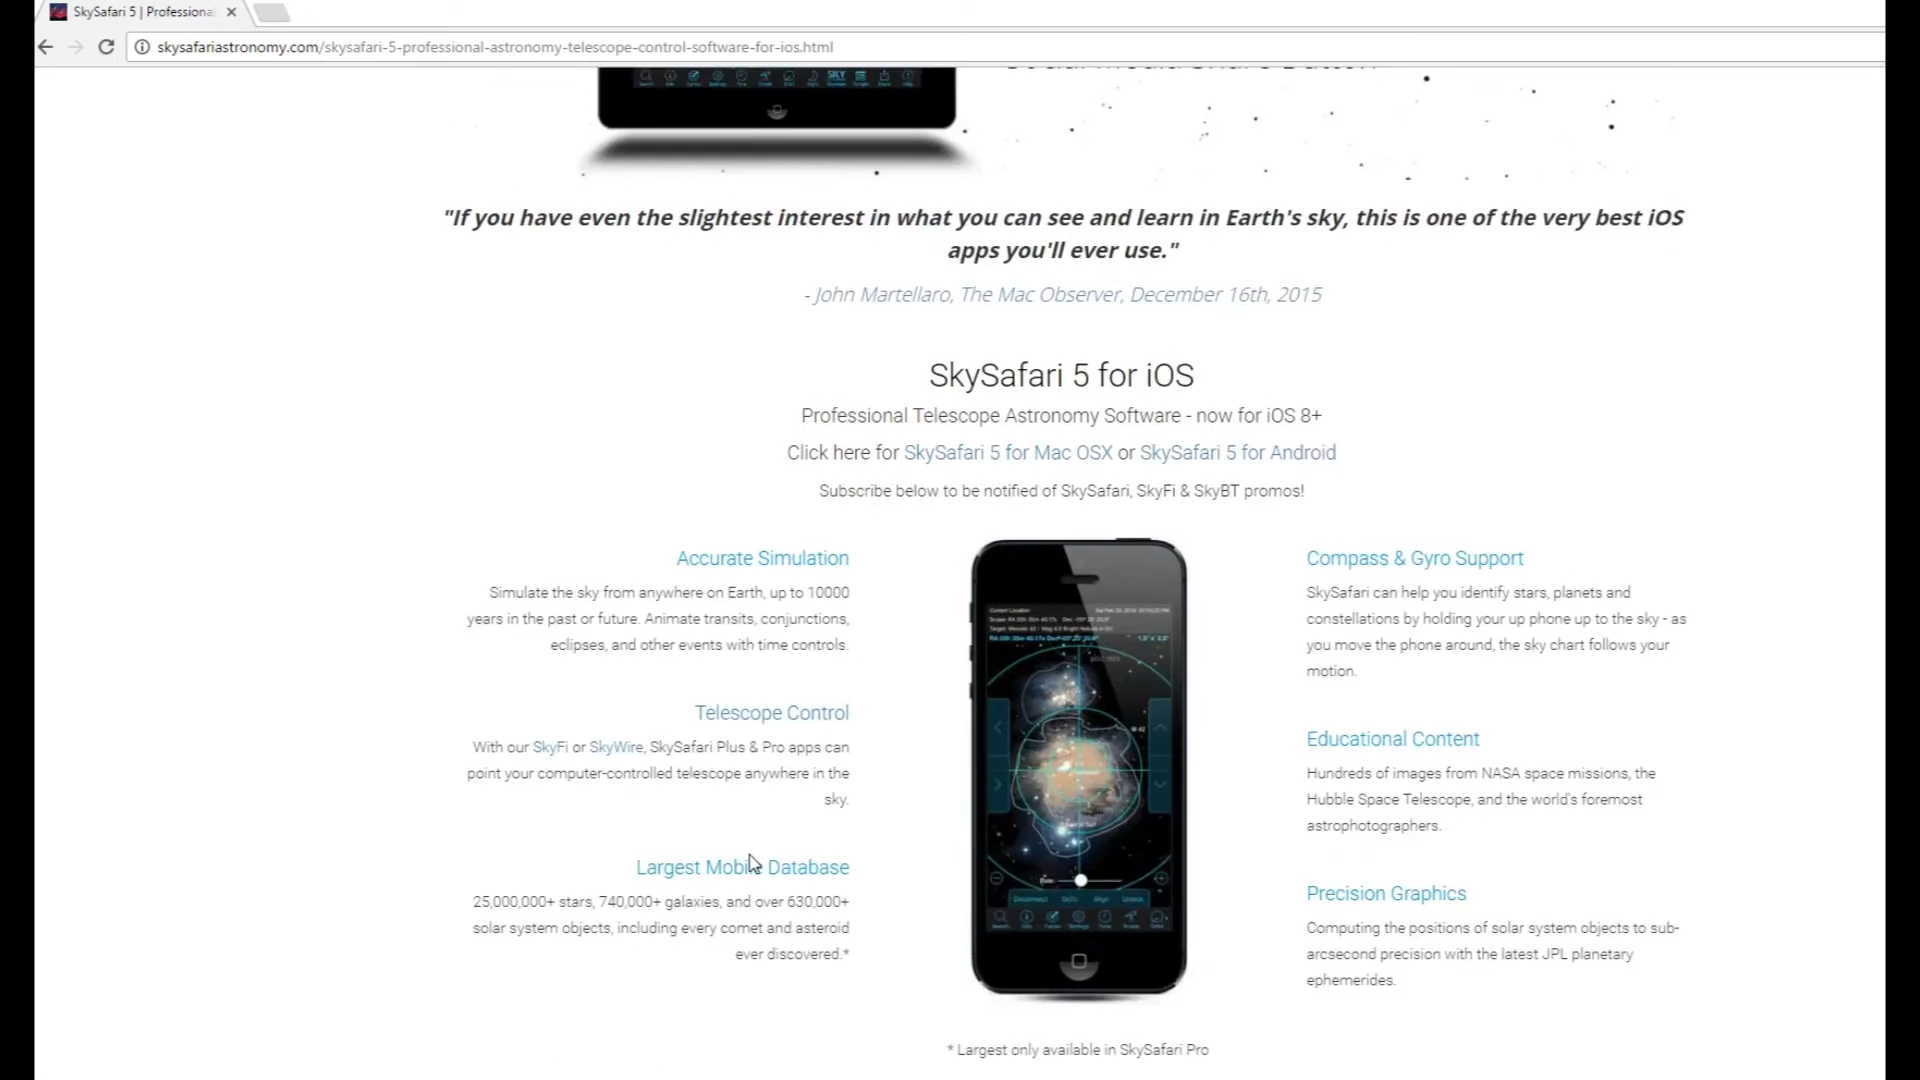 SkySafari 5 | Professiona
skysafariastronomy.com/skysafari-5-professional-astronomy-telescope-control-software-for-ios.html
"If you have even the slightest interest in what you can see and learn in Earth's sky, this is one of the very best iOS
apps you'll ever use."
- John Martellaro, The Mac Observer, December 16th, 2015
SkySafari 5 for iOS
Professional Telescope Astronomy Software - now for iOS 8+
Click here for SkySafari 5 for Mac OSX or SkySafari 5 for Android
Subscribe below to be notified of SkySafari, SkyFi & SkyBT promos!
Accurate Simulation
Simulate the sky from anywhere on Earth, up to 10000
years in the past or future. Animate transits, conjunctions,
eclipses, and other events with time controls.
Telescope Control
With our SkyFi or SkyWire, SkySafari Plus & Pro apps can
point your computer-controlled telescope anywhere in the
sky.
Largest Mobile Database
25,000,000+ stars, 740,000+ galaxies, and over 630,000+
solar system objects, including every comet and asteroid
ever discovered.*
Current Location
M 42
Disconnect GoTo Align Unlock
Compass & Gyro Support
SkySafari can help you identify stars, planets and
constellations by holding your up phone up to the sky - as
you move the phone around, the sky chart follows your
motion.
Educational Content
Hundreds of images from NASA space missions, the
Hubble Space Telescope, and the world's foremost
astrophotographers.
Precision Graphics
Computing the positions of solar system objects to sub-
arcsecond precision with the latest JPL planetary
ephemerides.
* Largest only available in SkySafari Pro